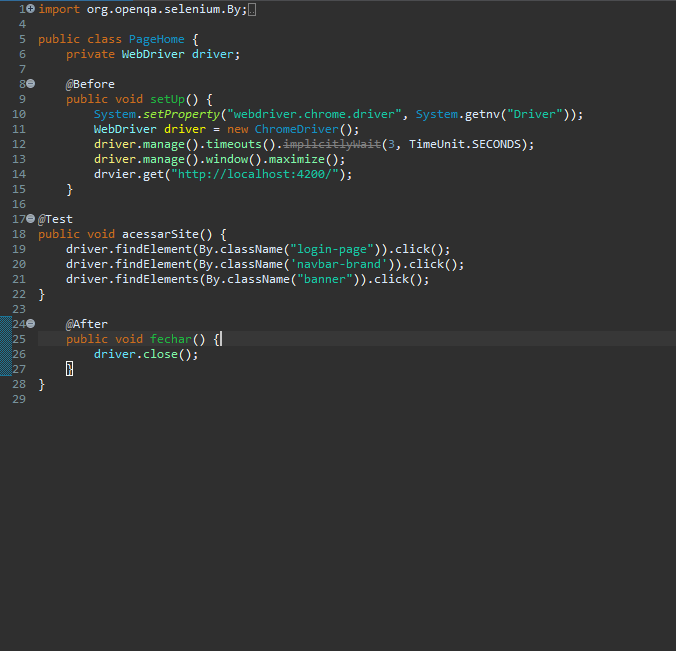 1 import org.openqa.selenium.By;
4
5 public class PageHome {
6     private WebDriver driver;
7
8     @Before
9     public void setUp() {
10         System.setProperty("webdriver.chrome.driver", System.getnv("Driver"));
11         WebDriver driver = new ChromeDriver();
12         driver.manage().timeouts().implicitlyWait(3, TimeUnit.SECONDS);
13         driver.manage().window().maximize();
14         drvier.get("http://localhost:4200/");
15     }
16
17 @Test
18 public void acessarSite() {
19     driver.findElement(By.className("login-page")).click();
20     driver.findElement(By.className('navbar-brand')).click();
21     driver.findElements(By.className("banner")).click();
22 }
23
24     @After
25     public void fechar() {
26         driver.close();
27     }
28 }
29